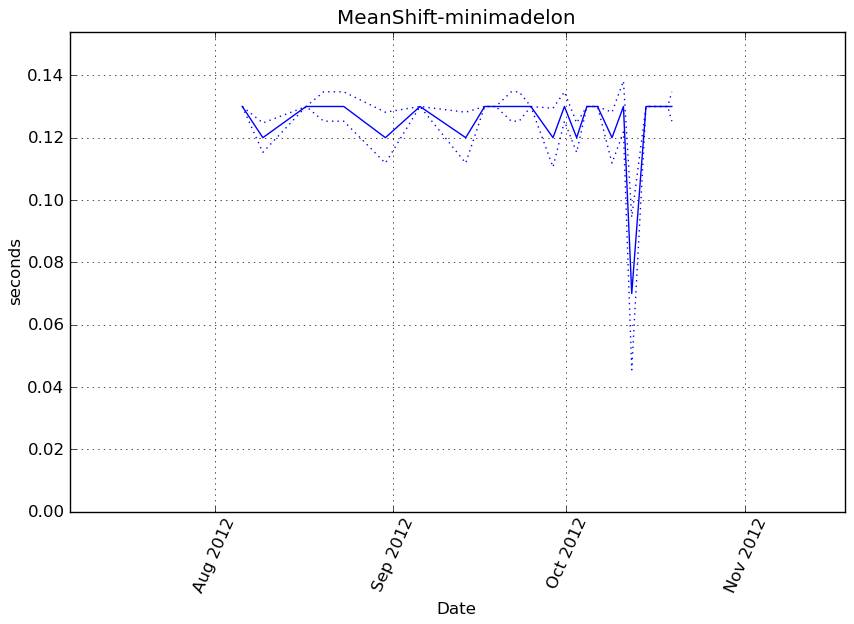 MeanShift-minimadelon
0.14
0.12
0.10
0.08
0.06
0.04
0.02
0.00
seconds
Aug 2012
Sep 2012
Oct 2012
Nov 2012
Date